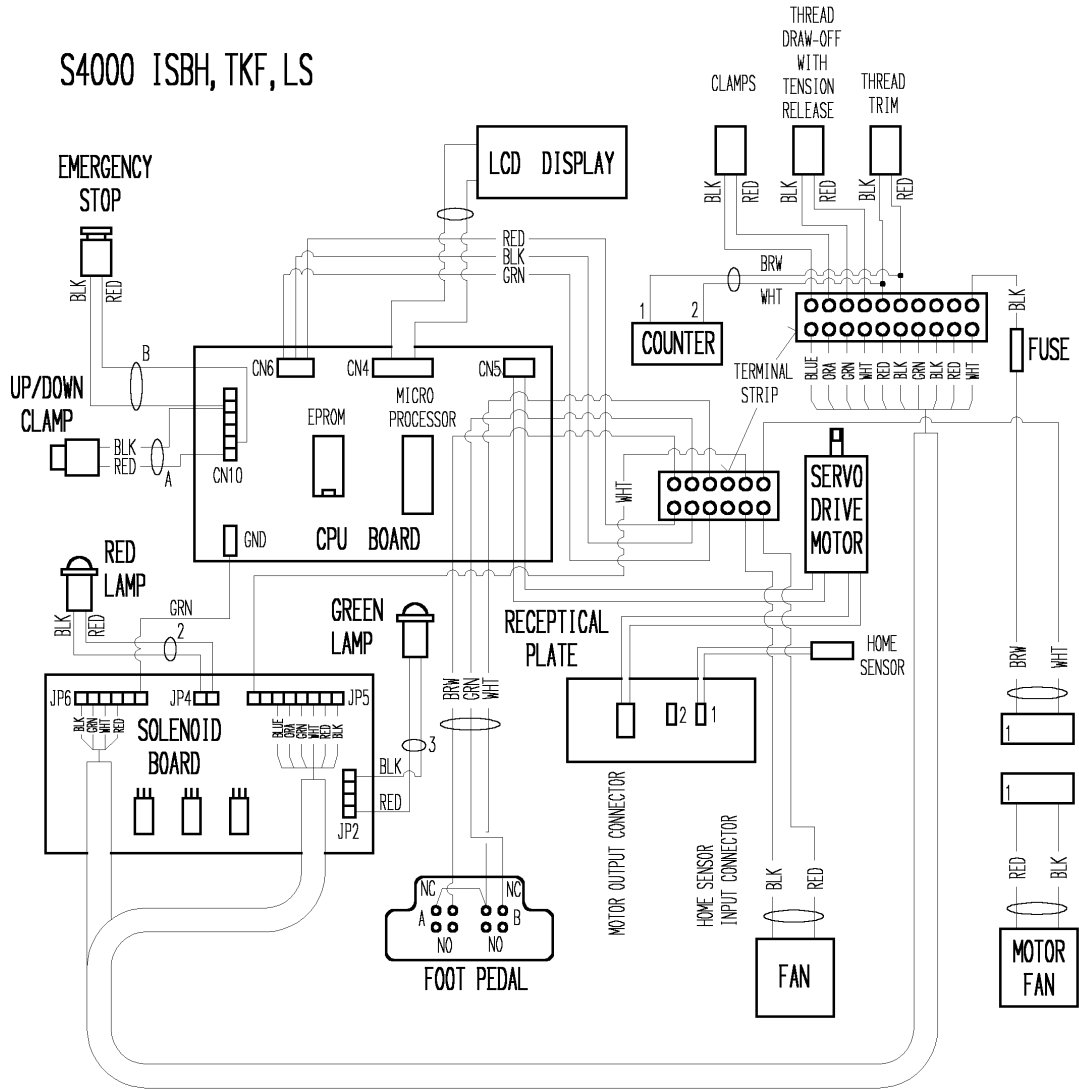 S4000 ISBH, TKF, LS
THREAD
DRAW-OFF
WITH
TENSION
RELEASE
CLAMPS
THREAD
TRIM
BLK
RED
BLK
RED
BLK
RED
LCD DISPLAY
EMERGENCY
STOP
BLK
RED
RED
BLK
GRN
BRW
WHT
1
2
COUNTER
BLK
FUSE
TERMINAL
STRIP
BLUE
ORA
GRN
WHT
RED
BLK
GRN
BLK
RED
WHT
B
UP/DOWN
CLAMP
BLK
RED
A
CN6
CN4
CN5
MICRO
PROCESSOR
EPROM
CN10
GND
CPU BOARD
WHT
SERVO
DRIVE
MOTOR
RED
LAMP
BLK
RED
GRN
2
GREEN
LAMP
RECEPTICAL
PLATE
HOME
SENSOR
BRW
WHT
JP6
JP4
JP5
BLK
GRN
WHT
RED
BLUE
ORA
GRN
WHT
RED
BLK
SOLENOID
BOARD
BRW
GRN
WHT
2
1
3
BLK
RED
JP2
1
1
MOTOR OUTPUT CONNECTOR
HOME SENSOR
INPUT CONNECTOR
BLK
RED
RED
BLK
NC
NC
A
B
NO
NO
FOOT PEDAL
FAN
MOTOR
FAN